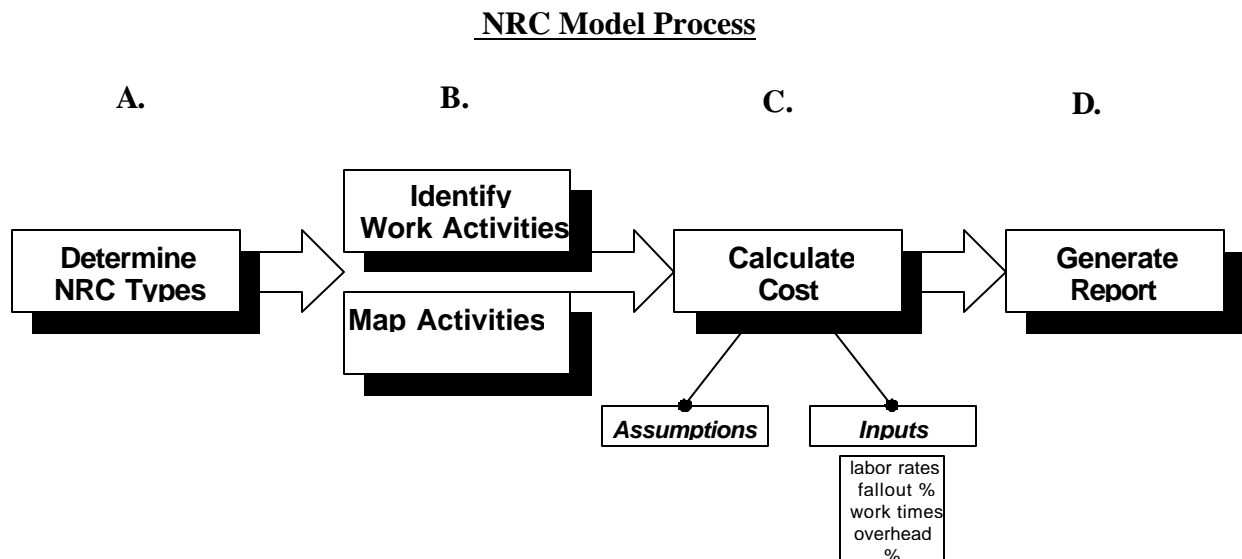 NRC Model Process
A.
B.
C.
D.
Determine
NRC Types
Identify
Work Activities
Map Activities
Calculate
Cost
Generate
Report
Assumptions
Inputs
labor rates
fallout %
work times
overhead
%